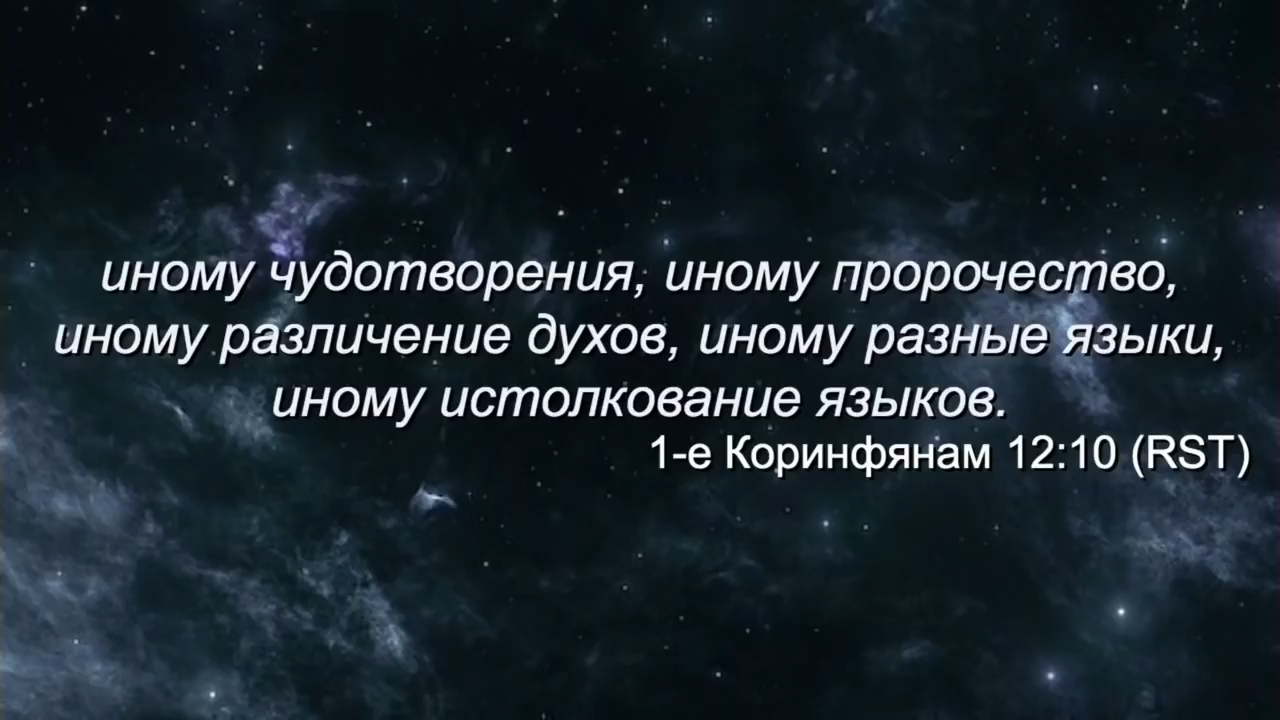 иному чудотворения, иному пророчество,
иному различение духов, иному разные языки,
иному истолкование языков.
1-е Коринфянам 12:10 (RST)